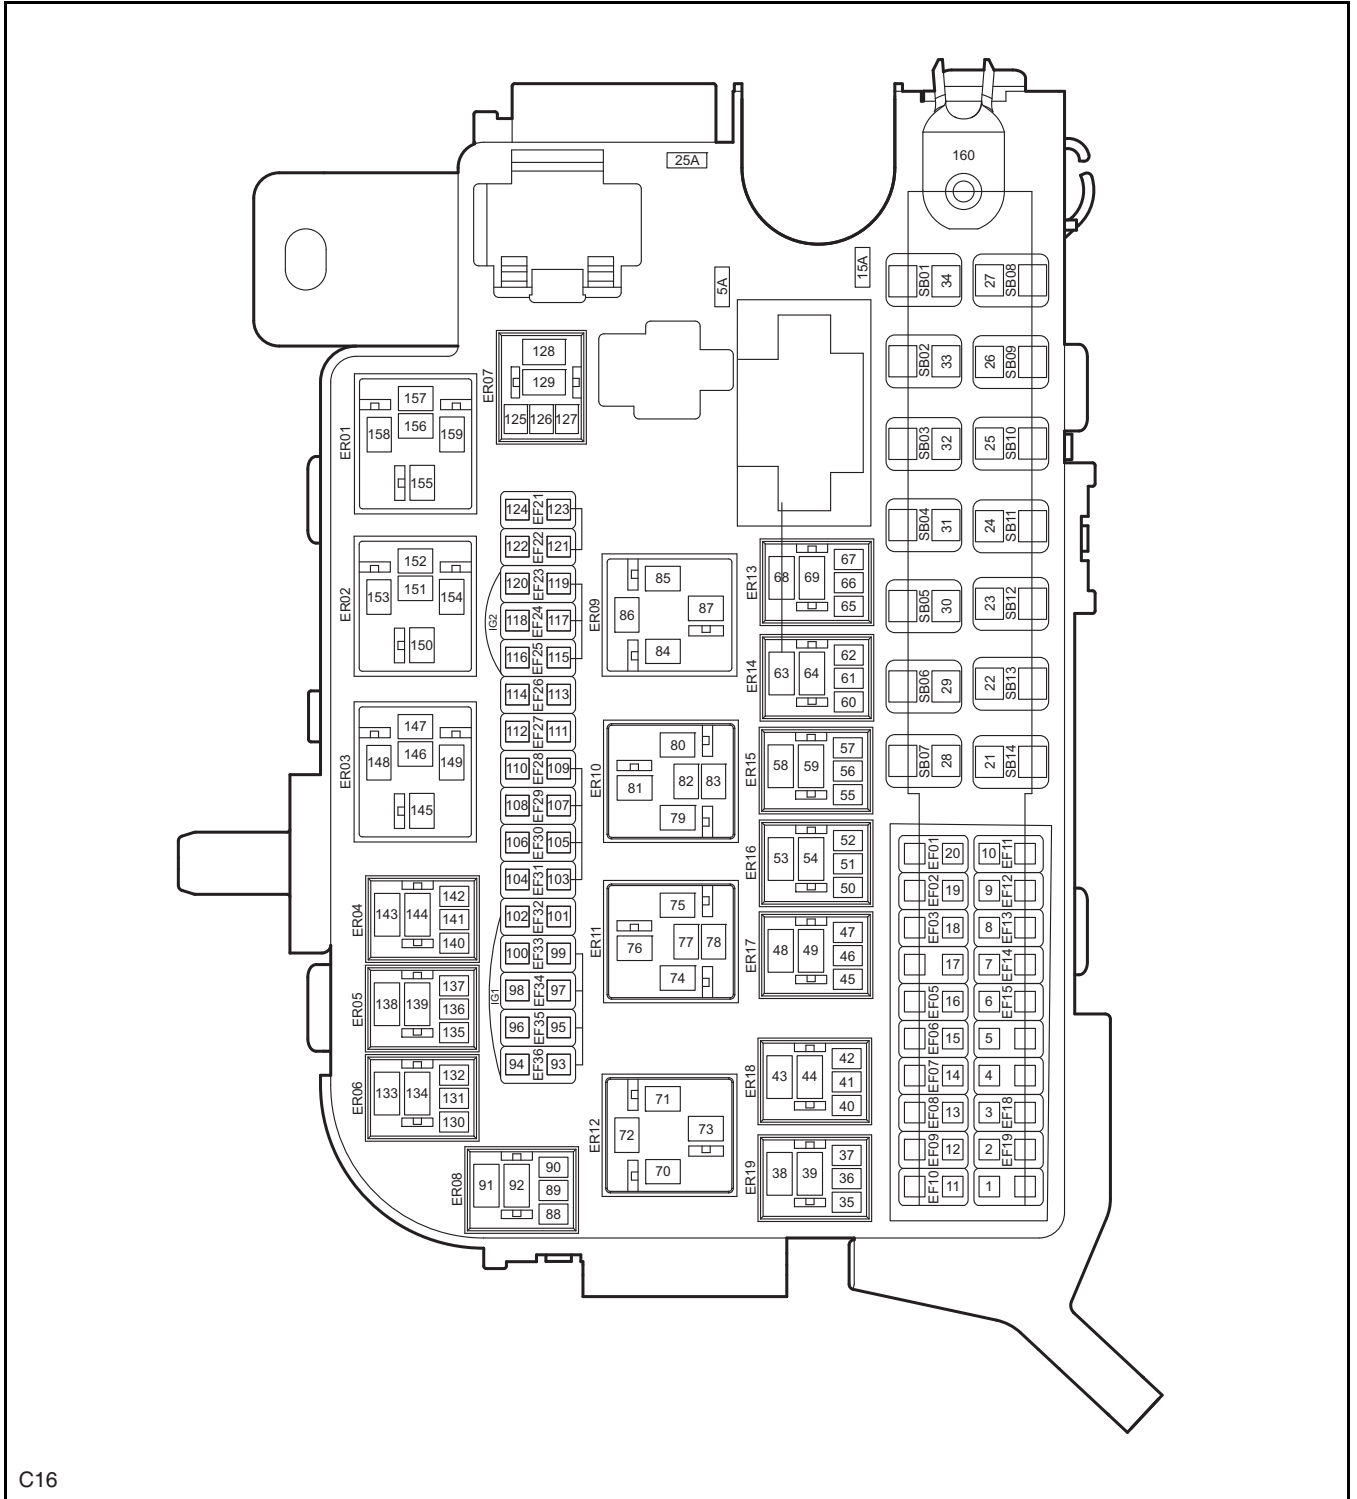 160
25A
15A
5A
SB01 34 27 SB08
SB02 33 26 SB09
SB03 32 25 SB10
SB04 31 24 SB11
SB05 30 23 SB12
SB06 29 22 SB13
SB07 28 21 SB14
ER07
128
129
125 126 127
ER01
157
158 156 159
155
ER02
152
153 151 154
150
ER03
147
148 146 149
145
ER04
143 144 142
141
140
ER05
138 139 137
136
135
ER06
133 134 132
131
130
ER08
91 92 90
89
88
124 EF21 123
122 EF22 121
120 EF23 119
IG2
118 EF24 117
116 EF25 115
114 EF26 113
112 EF27 111
110 EF28 109
108 EF29 107
106 EF30 105
104 EF31 103
102 EF32 101
100 EF33 99
IG1
98 EF34 97
96 EF35 95
94 EF36 93
ER09
85
86 87
84
ER10
80
81 82 83
79
ER11
75
76 77 78
74
ER12
71
72 73
70
ER13
68 69 67
66
65
ER14
63 64 62
61
60
ER15
58 59 57
56
55
ER16
53 54 52
51
50
ER17
48 49 47
46
45
ER18
43 44 42
41
40
ER19
38 39 37
36
35
EF01 20 10 EF11
EF02 19 9 EF12
EF03 18 8 EF13
17 7 EF14
EF05 16 6 EF15
EF06 15 5
EF07 14 4
EF08 13 3 EF18
EF09 12 2 EF19
EF10 11 1
C16